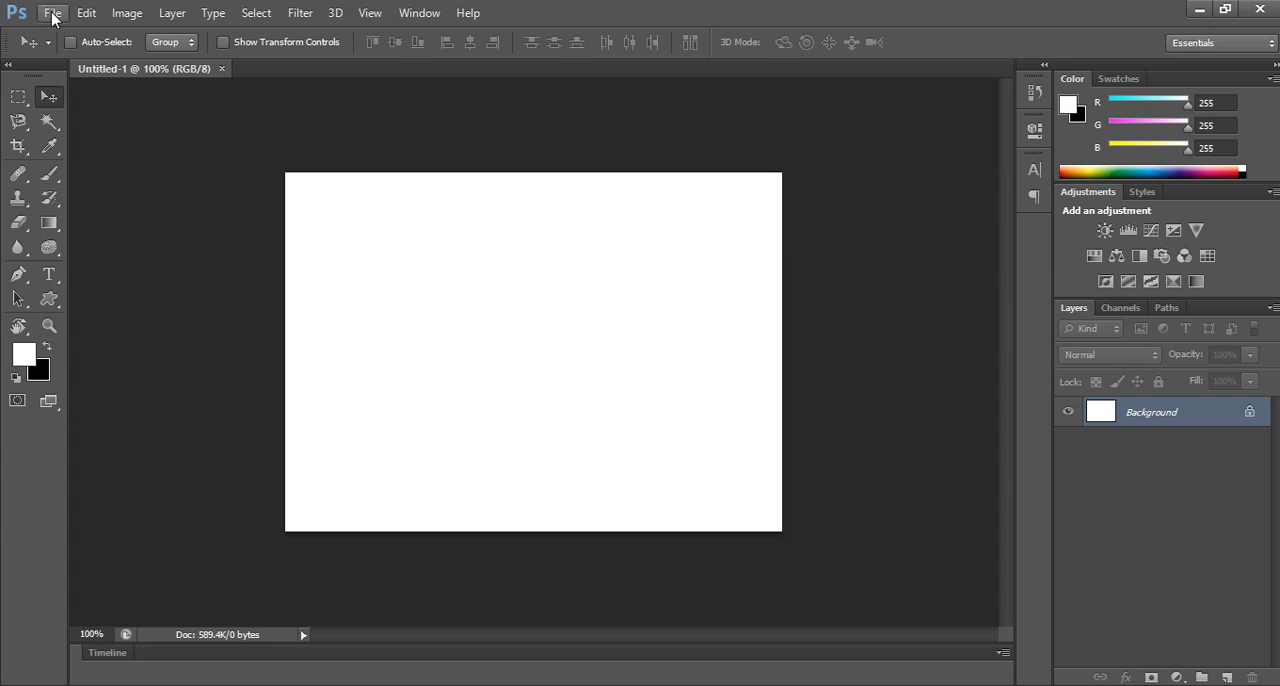 Ps File Edit Image Layer Type Select Filter 3D View Window Help
Auto-Select: Group Show Transform Controls 3D Mode: Essentials
Untitled-1 @ 100% (RGB/8) ×
Color Swatches
R 255
G 255
B 255
Adjustments Styles
Add an adjustment
Layers Channels Paths
Kind
Normal Opacity: 100%
Lock: Fill: 100%
Background
100% Doc: 589.4K/0 bytes
Timeline